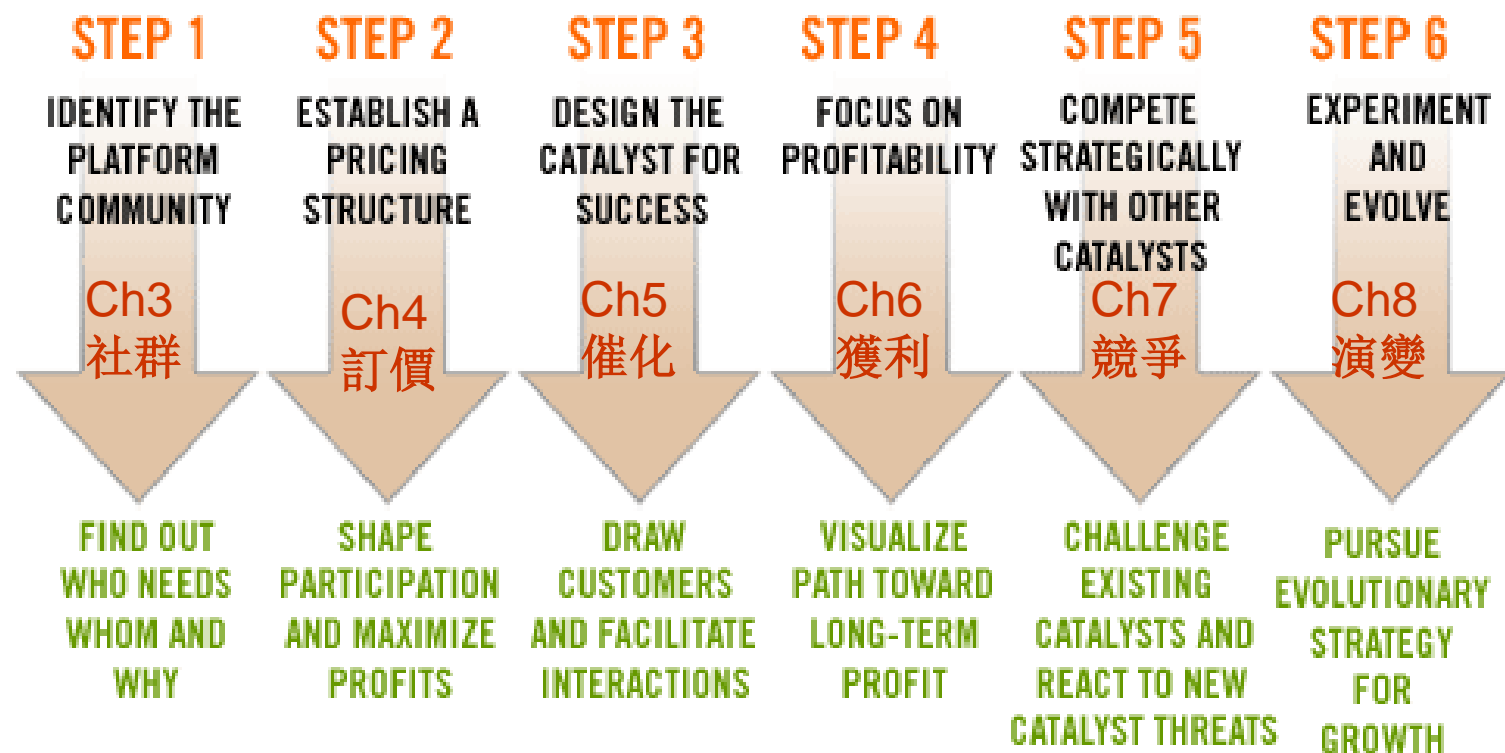 STEP 1
IDENTIFY THE
PLATFORM
COMMUNITY
Ch3
社群
FIND OUT
WHO NEEDS
WHOM AND
WHY
STEP 2
ESTABLISH A
PRICING
STRUCTURE
Ch4
訂價
SHAPE
PARTICIPATION
AND MAXIMIZE
PROFITS
STEP 3
DESIGN THE
CATALYST FOR
SUCCESS
Ch5
催化
DRAW
CUSTOMERS
AND FACILITATE
INTERACTIONS
STEP 4
FOCUS ON
PROFITABILITY
Ch6
獲利
VISUALIZE
PATH TOWARD
LONG-TERM
PROFIT
STEP 5
COMPETE
STRATEGICALLY
WITH OTHER
CATALYSTS
Ch7
競爭
CHALLENGE
EXISTING
CATALYSTS AND
REACT TO NEW
CATALYST THREATS
STEP 6
EXPERIMENT
AND
EVOLVE
Ch8
演變
PURSUE
EVOLUTIONARY
STRATEGY
FOR
GROWTH